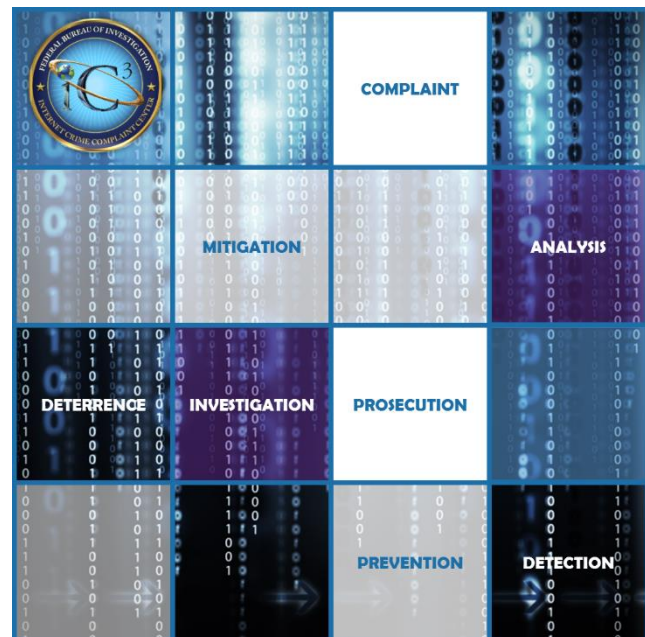 FEDERAL BUREAU OF INVESTIGATION
iC3
INTERNET CRIME COMPLAINT CENTER
COMPLAINT
MITIGATION
ANALYSIS
DETERRENCE
INVESTIGATION
PROSECUTION
PREVENTION
DETECTION